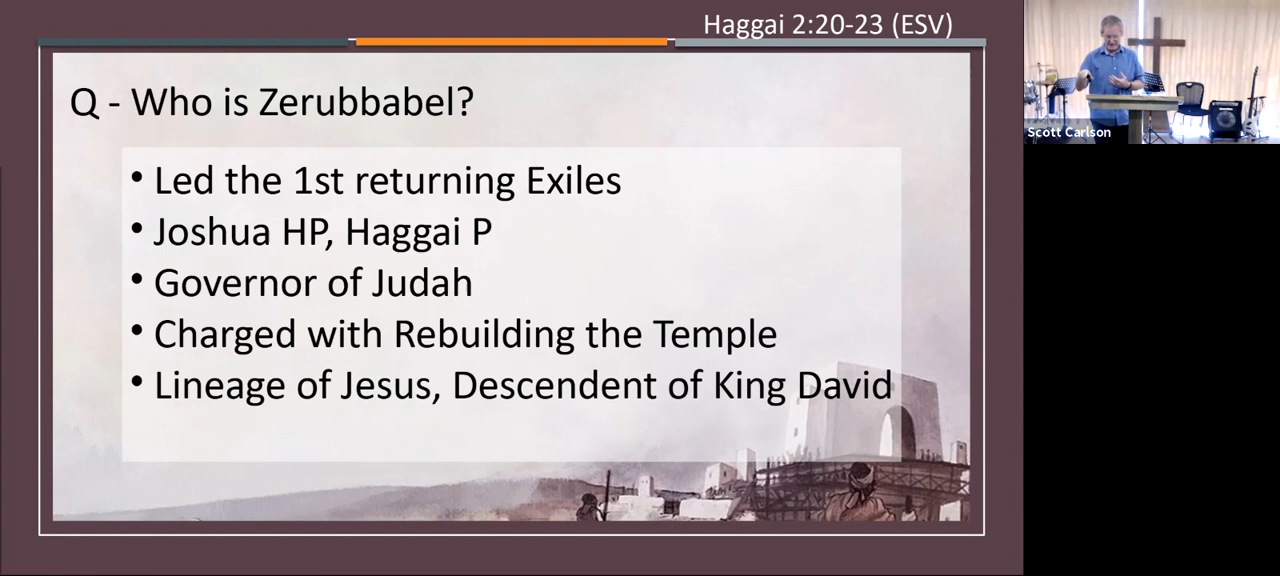 Haggai 2:20-23 (ESV)
Q - Who is Zerubbabel?
• Led the 1st returning Exiles
• Joshua HP, Haggai P
• Governor of Judah
• Charged with Rebuilding the Temple
• Lineage of Jesus, Descendent of King David
Scott Carlson